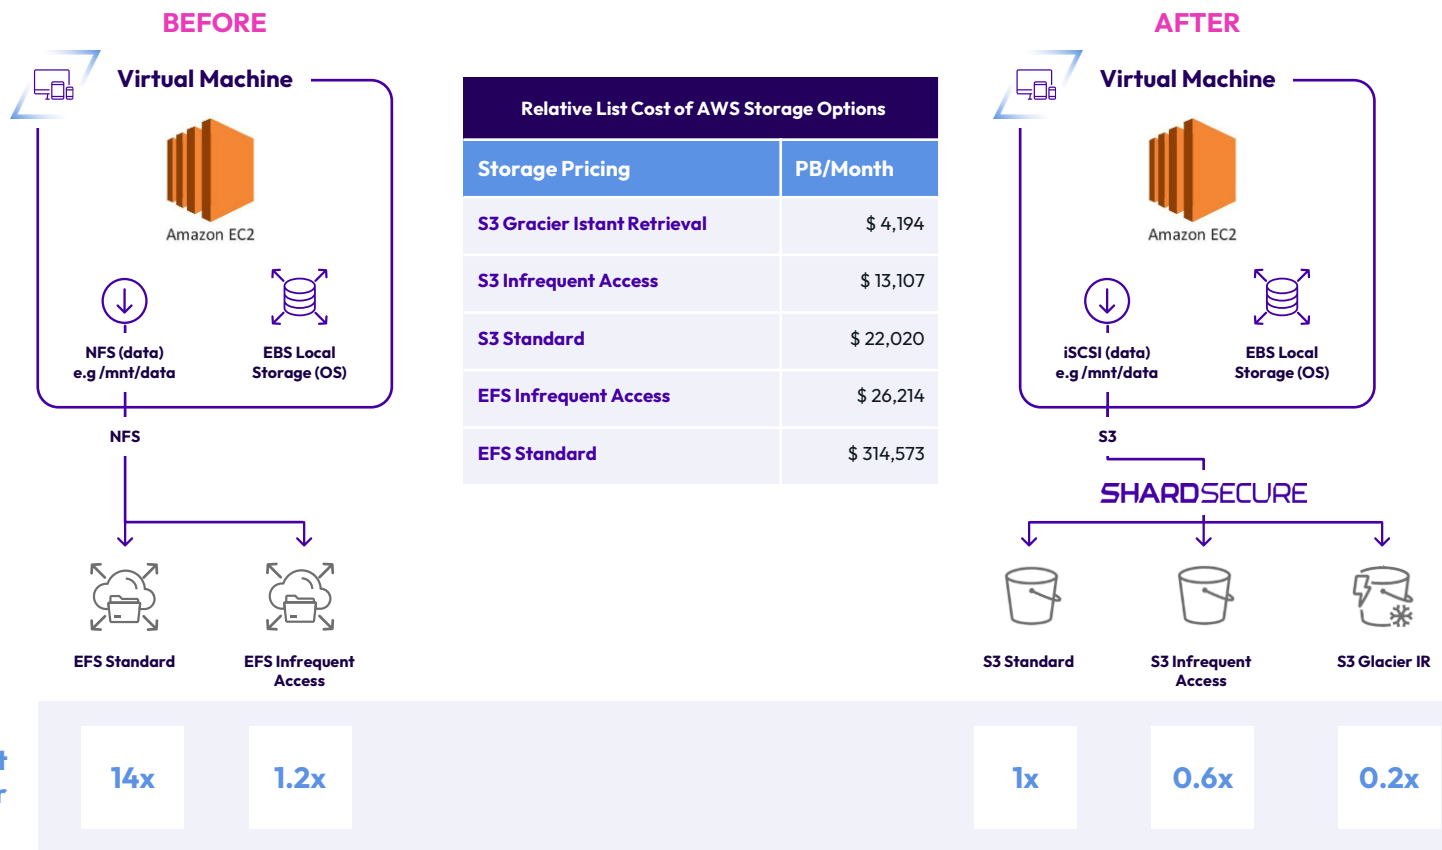 BEFORE
AFTER
Virtual Machine
Amazon EC2
NFS (data)
e.g /mnt/data
EBS Local
Storage (OS)
NFS
EFS Standard
EFS Infrequent
Access
Relative List Cost of AWS Storage Options
Storage Pricing PB/Month
S3 Gracier Istant Retrieval $ 4,194
S3 Infrequent Access $ 13,107
S3 Standard $ 22,020
EFS Infrequent Access $ 26,214
EFS Standard $ 314,573
Virtual Machine
Amazon EC2
iSCSI (data)
e.g /mnt/data
EBS Local
Storage (OS)
S3
SHARDSECURE
S3 Standard
S3 Infrequent
Access
S3 Glacier IR
14x
1.2x
1x
0.6x
0.2x